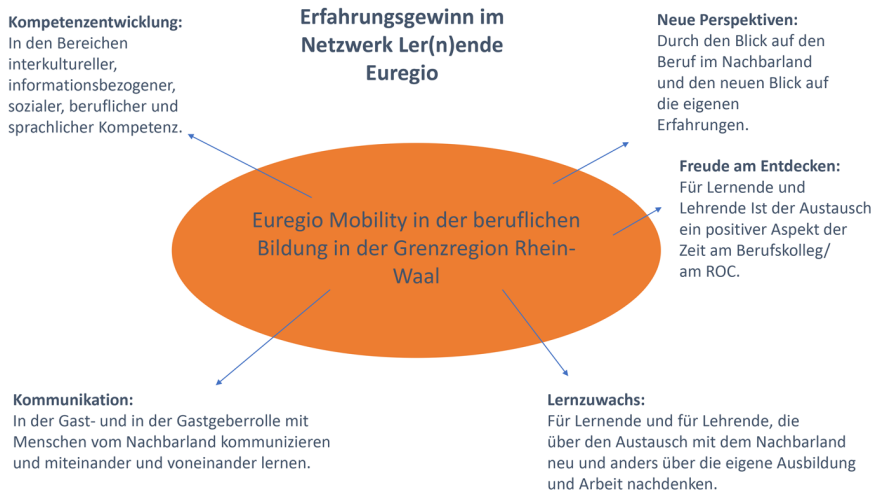 Erfahrungsgewinn im
Netzwerk Ler(n)ende
Euregio
Kompetenzentwicklung:
In den Bereichen
interkultureller,
informationsbezogener,
sozialer, beruflicher und
sprachlicher Kompetenz.
Neue Perspektiven:
Durch den Blick auf den
Beruf im Nachbarland
und den neuen Blick auf
die eigenen
Erfahrungen.
Freude am Entdecken:
Für Lernende und
Lehrende Ist der Austausch
ein positiver Aspekt der
Zeit am Berufskolleg/
am ROC.
Euregio Mobility in der beruflichen
Bildung in der Grenzregion Rhein-
Waal
Kommunikation:
In der Gast- und in der Gastgeberrolle mit
Menschen vom Nachbarland kommunizieren
und miteinander und voneinander lernen.
Lernzuwachs:
Für Lernende und für Lehrende, die
über den Austausch mit dem Nachbarland
neu und anders über die eigene Ausbildung
und Arbeit nachdenken.